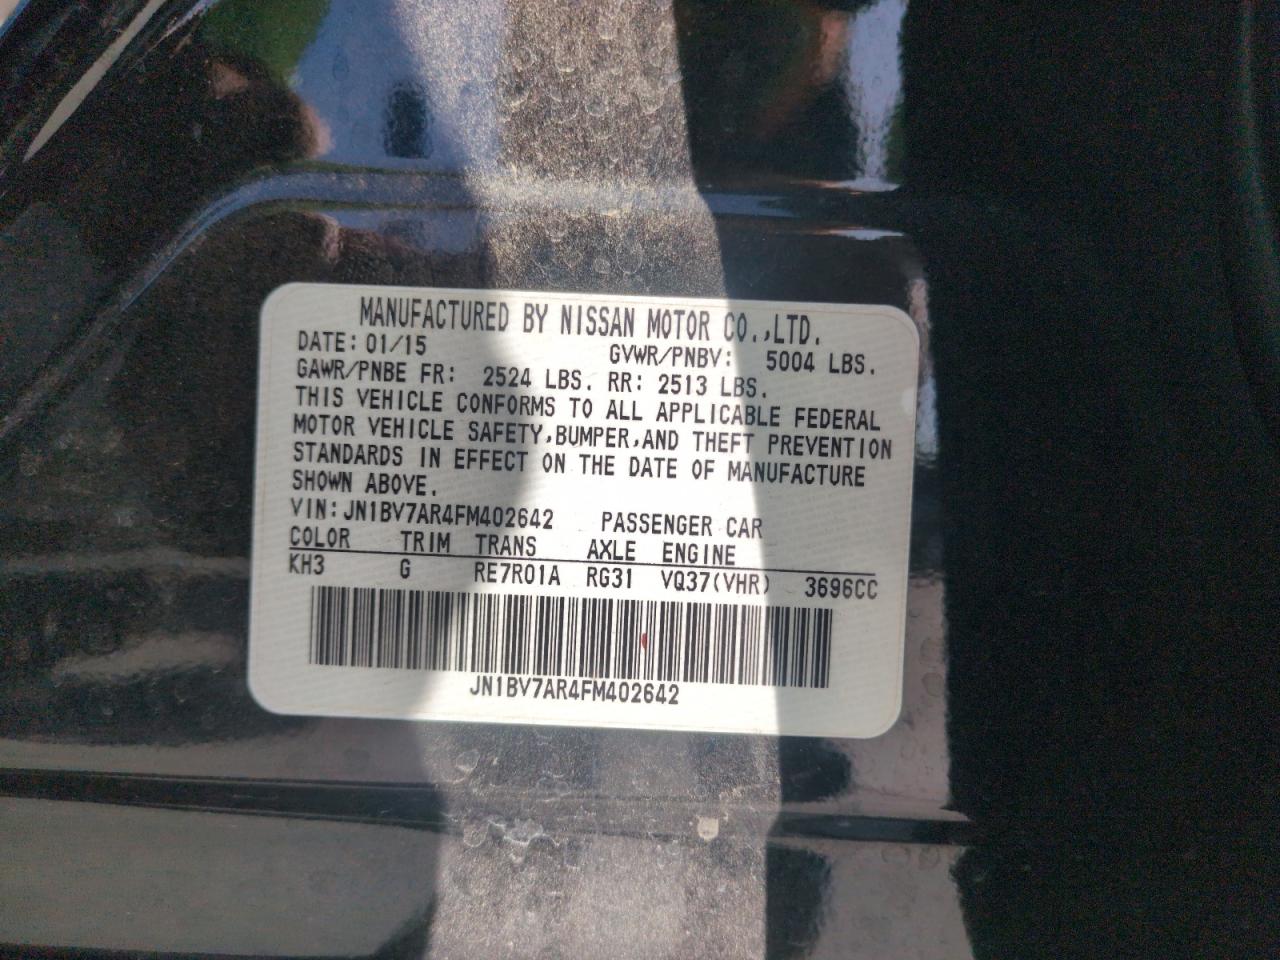 MANUFACTURED BY NISSAN MOTOR CO.,LTD.
DATE: 01/15 GVWR/PNBV: 5004 LBS.
GAWR/PNBE FR: 2524 LBS. RR: 2513 LBS.
THIS VEHICLE CONFORMS TO ALL APPLICABLE FEDERAL
MOTOR VEHICLE SAFETY,BUMPER,AND THEFT PREVENTION
STANDARDS IN EFFECT ON THE DATE OF MANUFACTURE
SHOWN ABOVE.
VIN:JN1BV7AR4FM402642 PASSENGER CAR
COLOR TRIM TRANS AXLE ENGINE
KH3 G RE7R01A RG31 VQ37(VHR) 3696CC
JN1BV7AR4FM402642